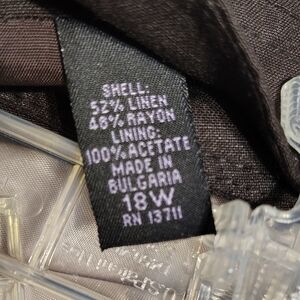 SHELL:
52% LINEN
48% RAYON
LINING:
100% ACETATE
MADE IN
BULGARIA
18W
RN 13711